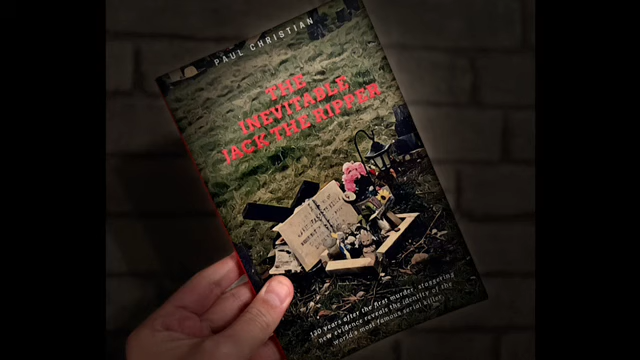 PAUL CHRISTIAN
THE
INEVITABLE
JACK THE RIPPER
130 years after the first murder, staggering
new evidence reveals the identity of the
world's most famous serial killer.